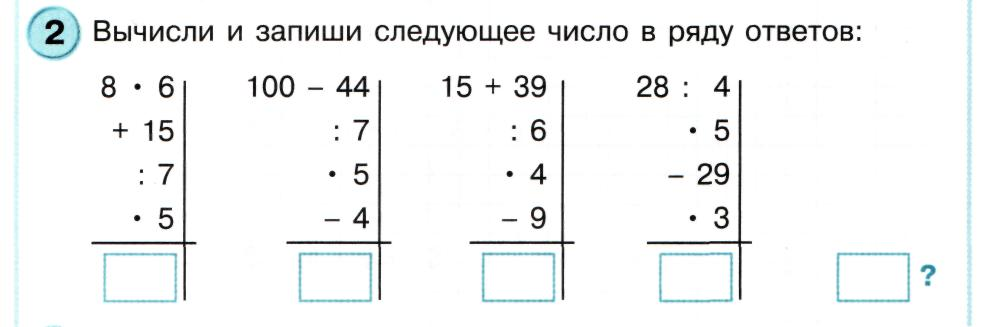 2 Вычисли и запиши следующее число в ряду ответов:
8 · 6 100 – 44 15 + 39 28 : 4
+ 15 : 7 : 6 · 5
: 7 · 5 · 4 – 29
· 5 – 4 – 9 · 3
?